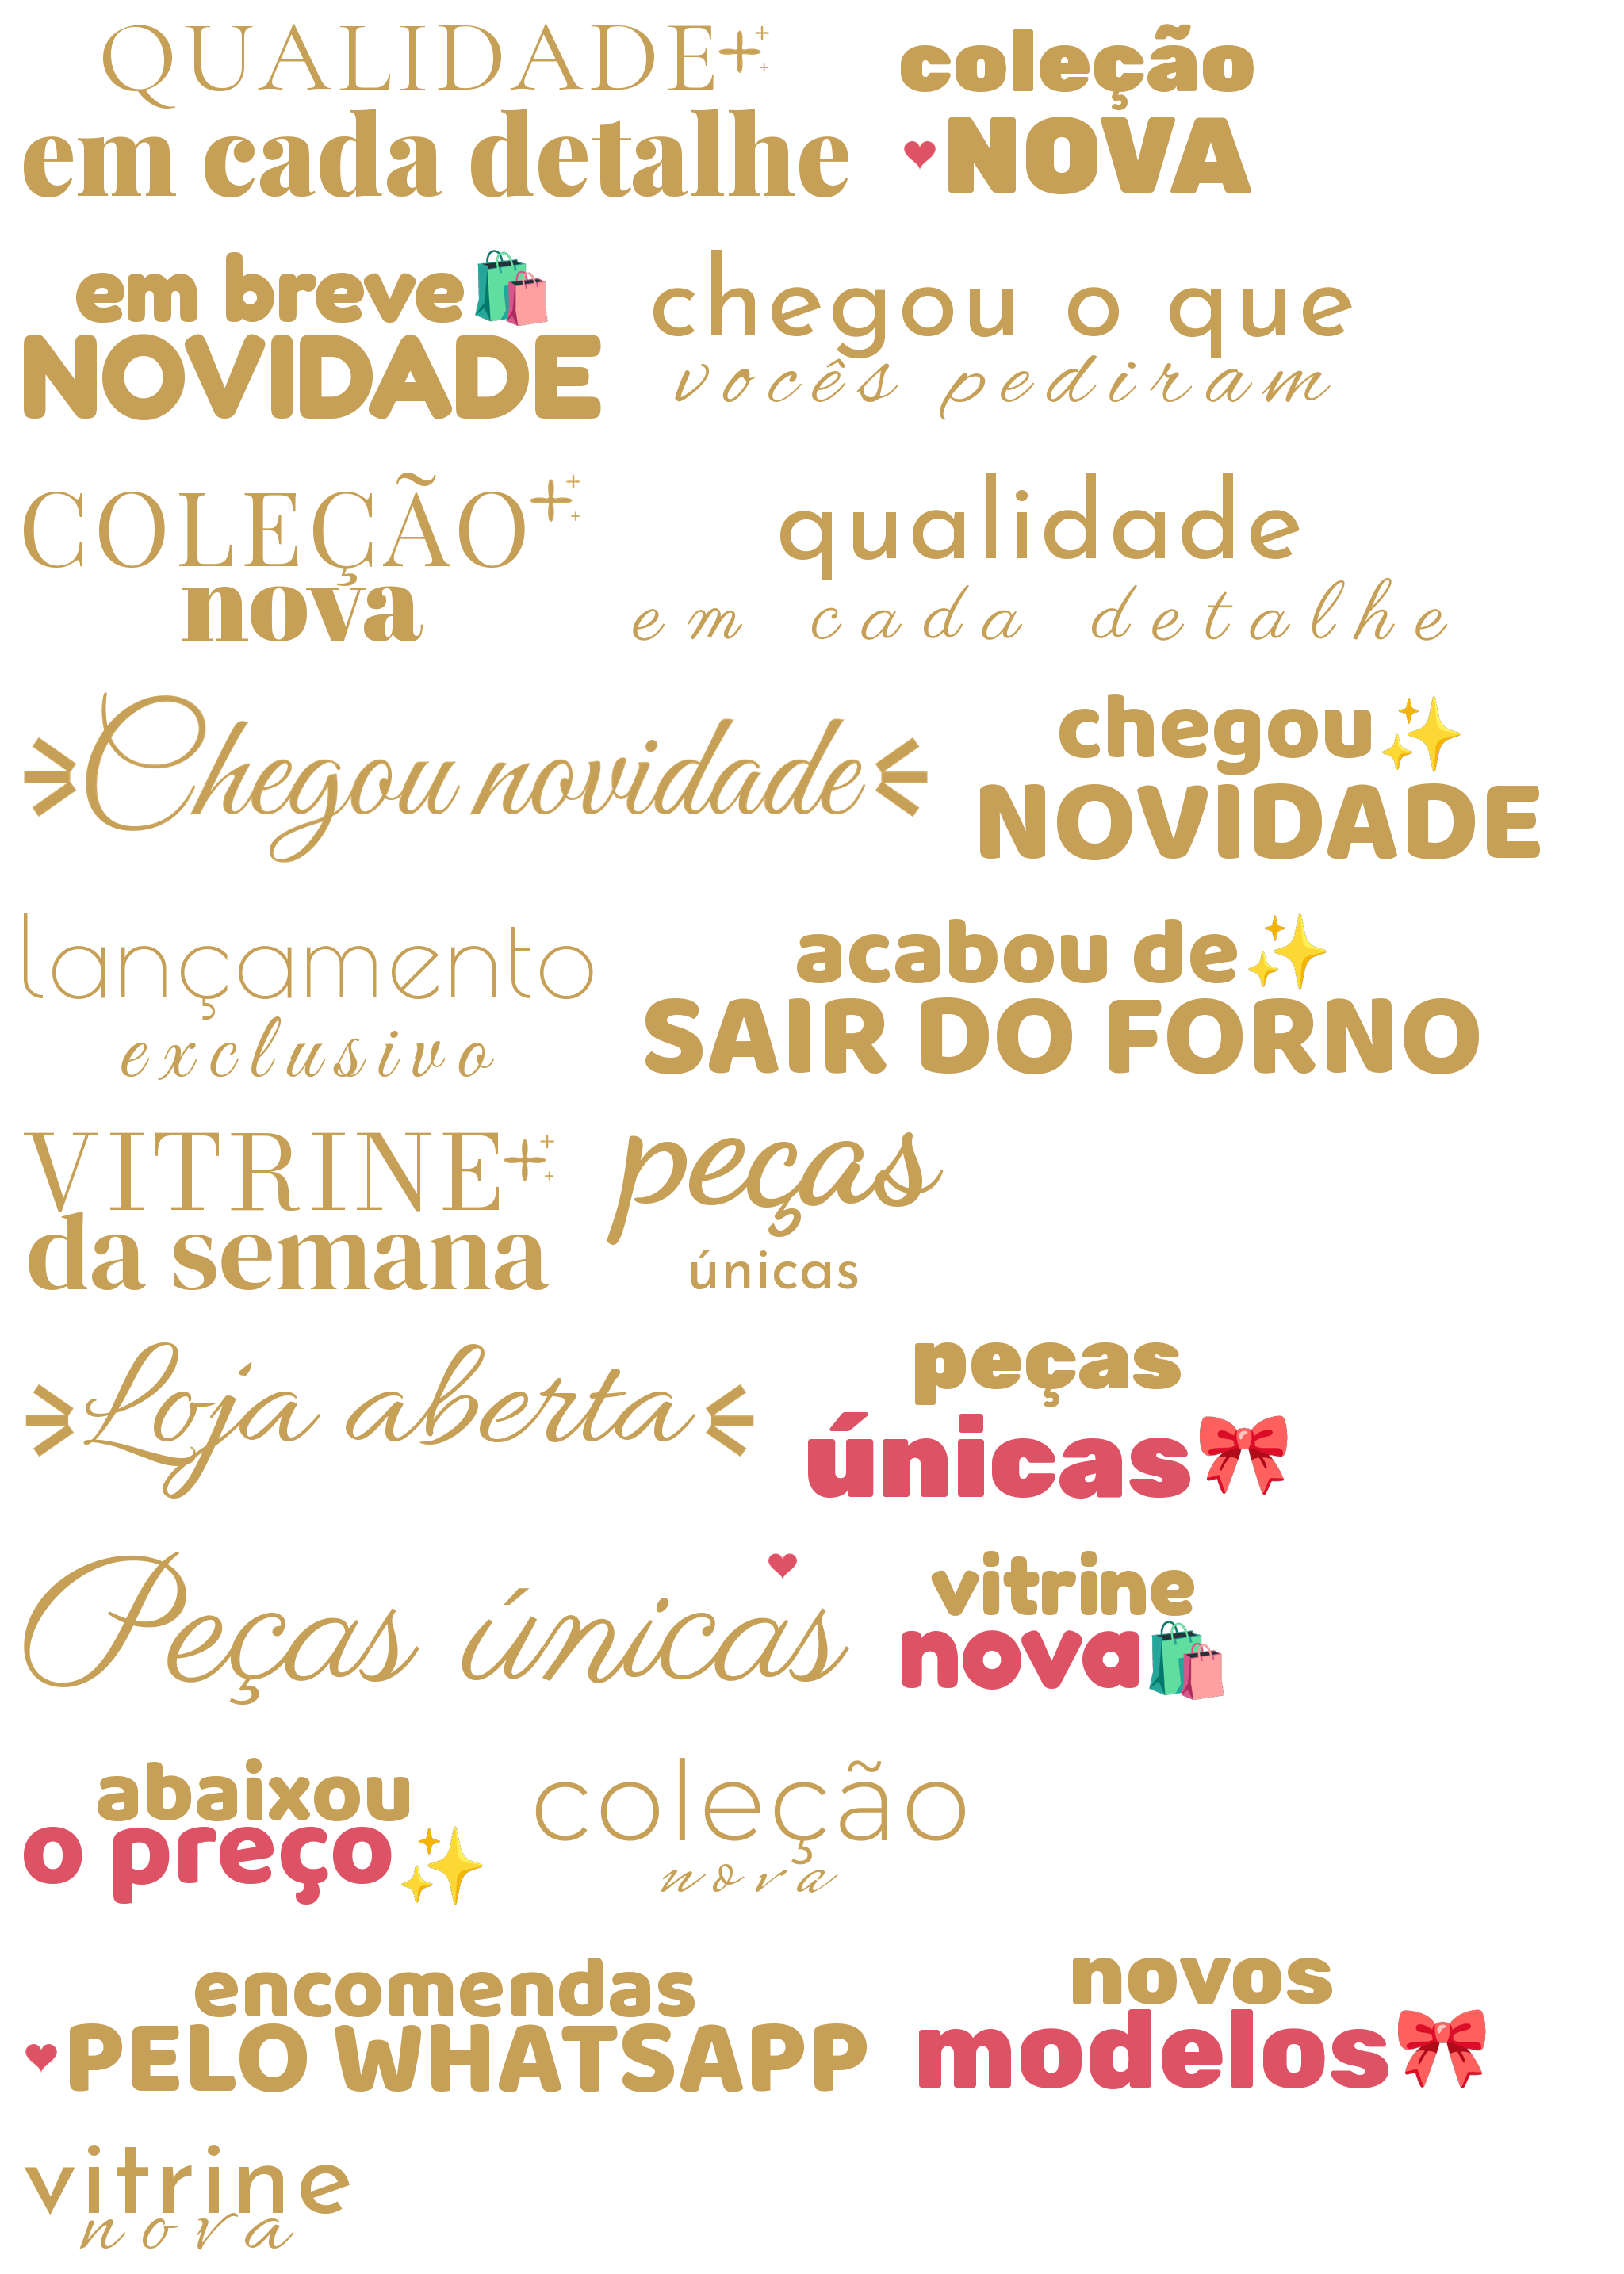 QUALIDADE
em cada detalhe
coleção
NOVA
em breve
NOVIDADE
chegou o que
vocês pediram
COLEÇÃO
nova
qualidade
em cada detalhe
Chegou novidade
chegou
NOVIDADE
lançamento
exclusivo
acabou de
SAIR DO FORNO
VITRINE
da semana
peças
únicas
Loja aberta
peças
únicas
Peças únicas
vitrine
nova
abaixou
o preço
coleção
nova
encomendas
PELO WHATSAPP
novos
modelos
vitrine
nova